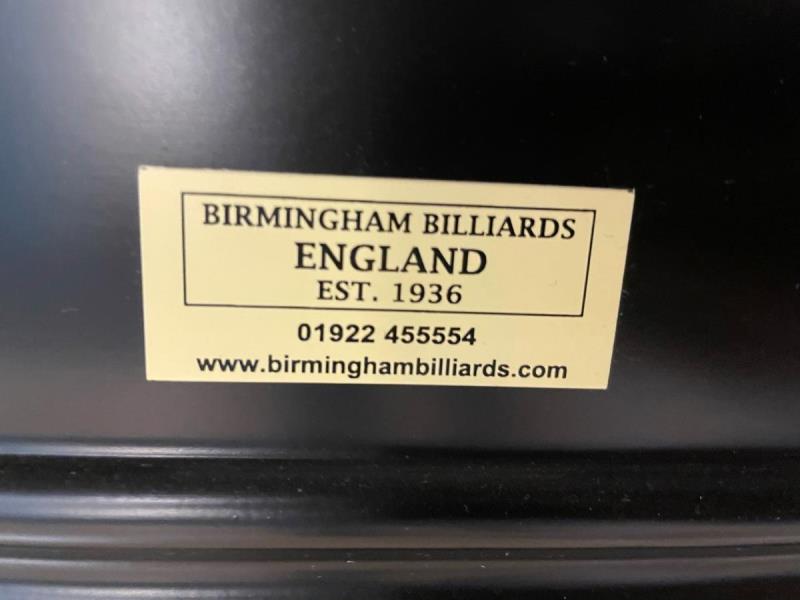 BIRMINGHAM BILLIARDS
ENGLAND
EST. 1936
01922 455554
www.birminghambilliards.com